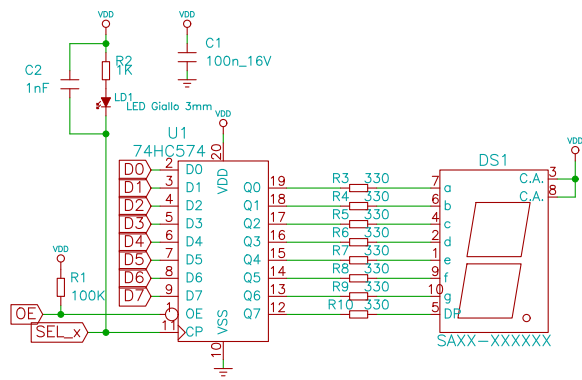 VDD
VDD
C2
1nF
R2
1K
C1
100n_16V
LD1
LED Giallo 3mm
U1
74HC574
VDD
20
VDD
DS1
VDD
D0 2 D0 Q0 19 R3 330 7 a C.A. 3
D1 3 D1 Q1 18 R4 330 6 b C.A. 8
D2 4 D2 Q2 17 R5 330 4 c
D3 5 D3 Q3 16 R6 330 2 d
D4 6 D4 Q4 15 R7 330 1 e
D5 7 D5 Q5 14 R8 330 9 f
D6 8 D6 Q6 13 R9 330 10 g
D7 9 D7 Q7 12 R10 330 5 DP
VDD
R1
100K
OE 1 OE
SEL_x 11 CP
VSS
10
SAXX-XXXXXX